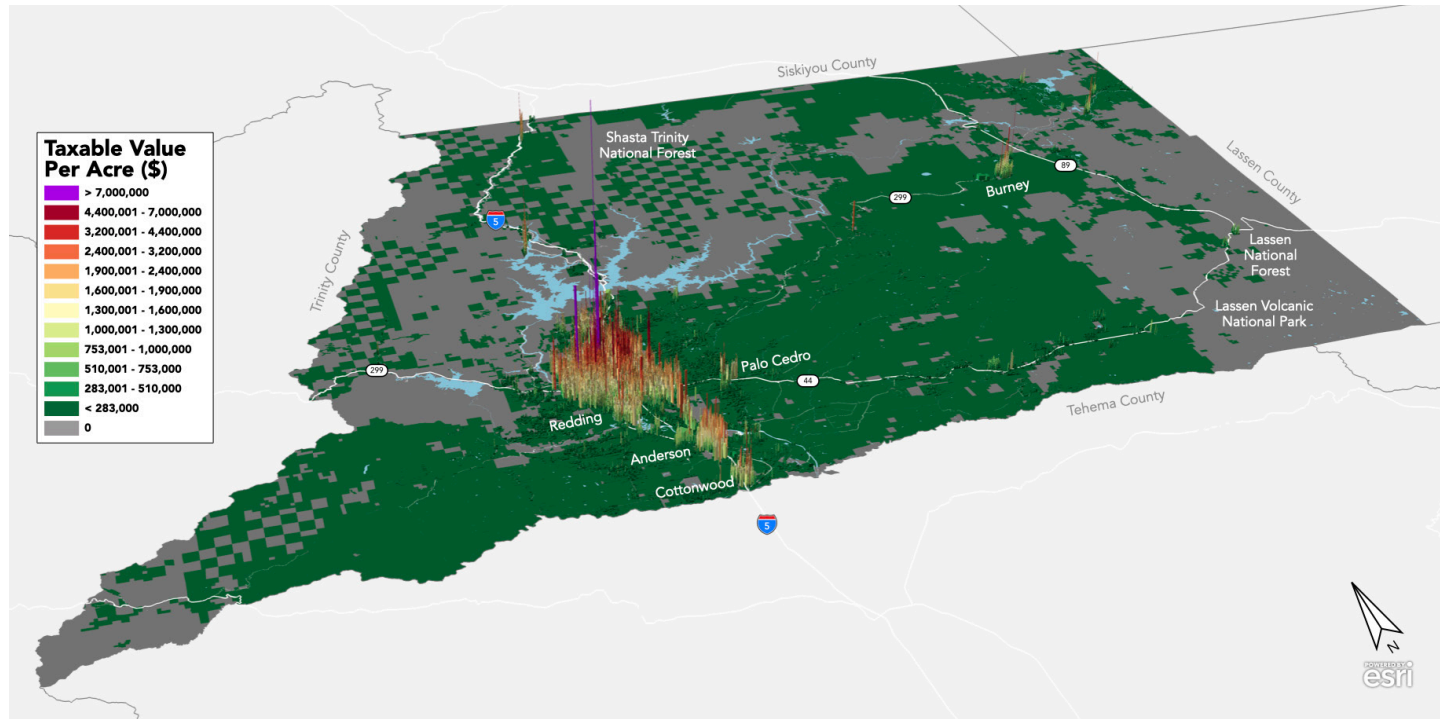 Siskiyou County
Shasta Trinity
National Forest
Taxable Value
Per Acre ($)
> 7,000,000
4,400,001 - 7,000,000
3,200,001 - 4,400,000
2,400,001 - 3,200,000
1,900,001 - 2,400,000
1,600,001 - 1,900,000
1,300,001 - 1,600,000
1,000,001 - 1,300,000
753,001 - 1,000,000
510,001 - 753,000
283,001 - 510,000
< 283,000
0
Trinity County
Lassen County
89
299
Burney
5
Lassen
National
Forest
Lassen Volcanic
National Park
299
Palo Cedro
44
Tehema County
Redding
Anderson
Cottonwood
5
N
POWERED BY
esri